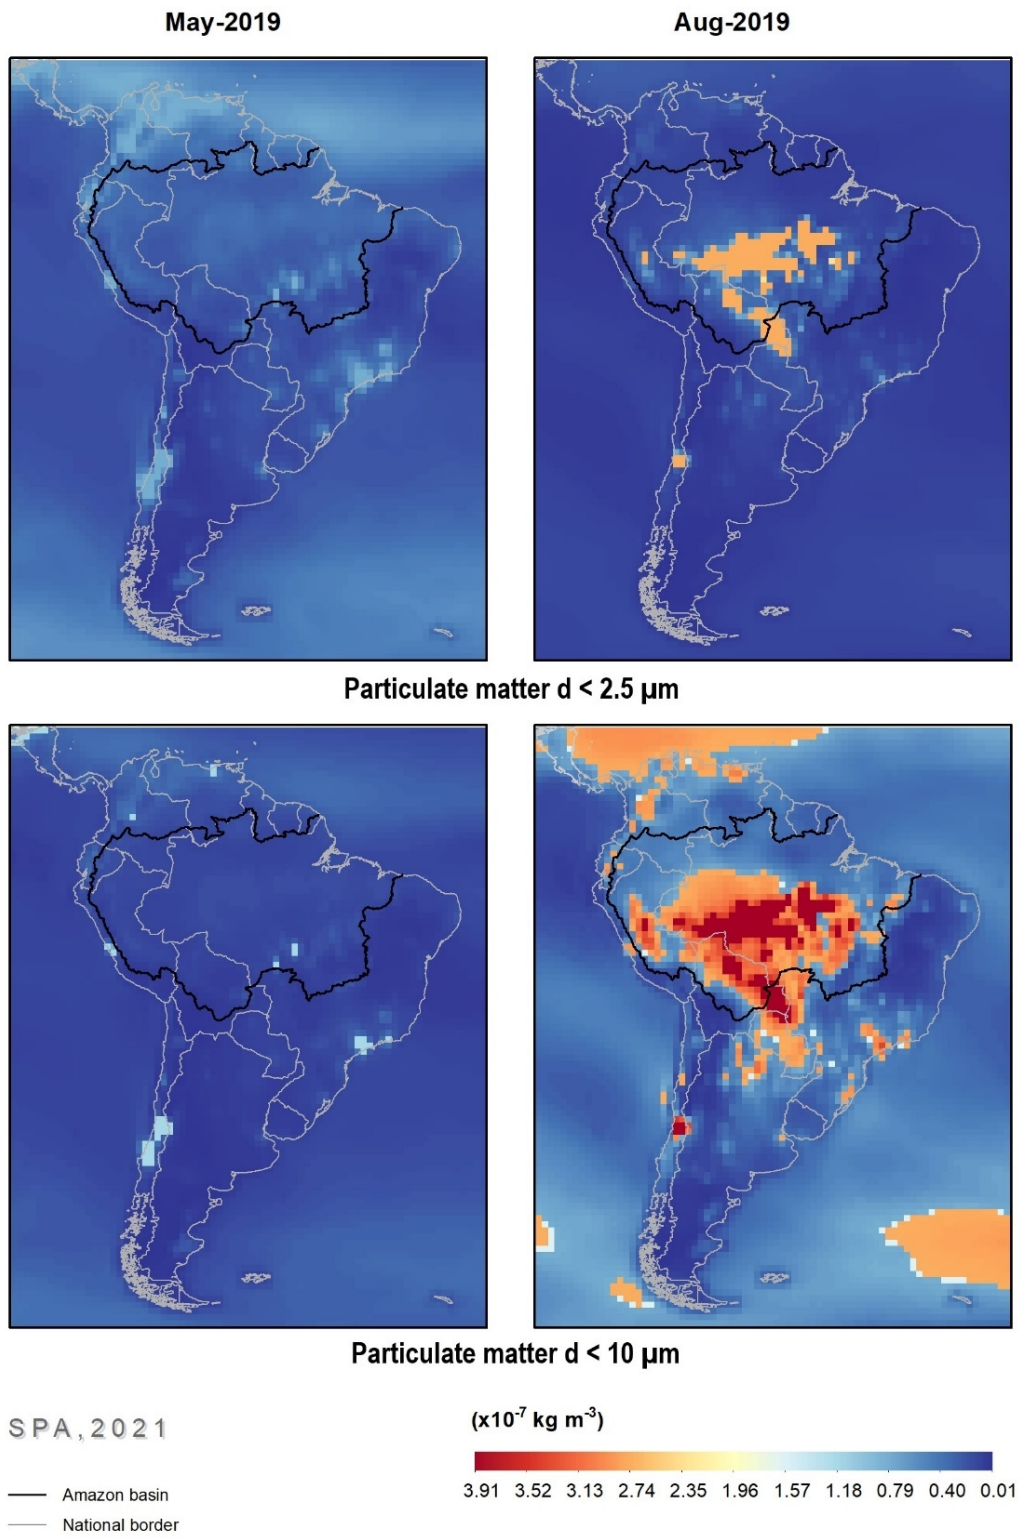 May-2019
Aug-2019
Particulate matter d < 2.5 µm
Particulate matter d < 10 µm
SPA,2021
(x10⁻⁷ kg m⁻³)
3.91 3.52 3.13 2.74 2.35 1.96 1.57 1.18 0.79 0.40 0.01
Amazon basin
National border